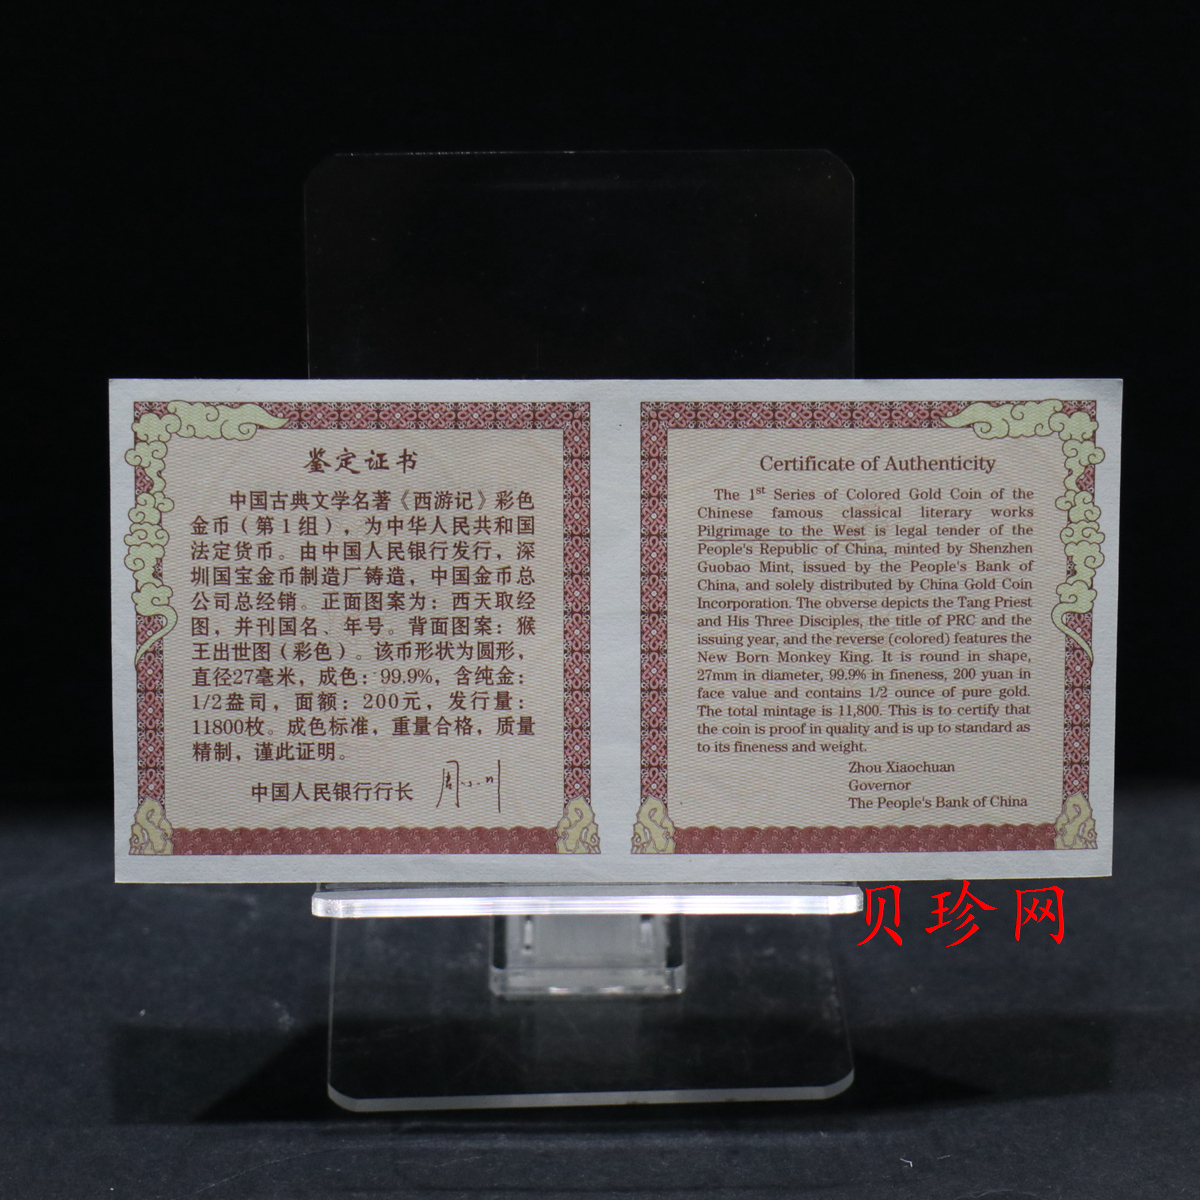 鉴定证书
中国古典文学名著《西游记》彩色
金币（第1组），为中华人民共和国
法定货币。由中国人民银行发行，深
圳国宝金币制造厂铸造，中国金币总
公司总经销。正面图案为：西天取经
图，并刊国名、年号。背面图案：猴
王出世图（彩色）。该币形状为圆形，
直径27毫米，成色：99.9%，含纯金：
1/2盎司，面额：200元，发行量：
11800枚。成色标准，重量合格，质量
精制，谨此证明。
中国人民银行行长 周小川
Certificate of Authenticity
The 1st Series of Colored Gold Coin of the
Chinese famous classical literary works
Pilgrimage to the West is legal tender of the
People's Republic of China, minted by Shenzhen
Guobao Mint, issued by the People's Bank of
China, and solely distributed by China Gold Coin
Incorporation. The obverse depicts the Tang Priest
and His Three Disciples, the title of PRC and the
issuing year, and the reverse (colored) features the
New Born Monkey King. It is round in shape,
27mm in diameter, 99.9% in fineness, 200 yuan in
face value and contains 1/2 ounce of pure gold.
The total mintage is 11,800. This is to certify that
the coin is proof in quality and is up to standard as
to its fineness and weight.
Zhou Xiaochuan
Governor
The People's Bank of China
贝珍网